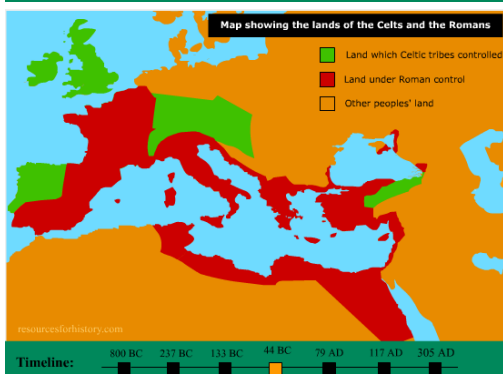 Map showing the lands of the Celts and the Romans
Land which Celtic tribes controlled
Land under Roman control
Other peoples' land
resourcesforhistory.com
Timeline:
800 BC 237 BC 133 BC 44 BC 79 AD 117 AD 305 AD